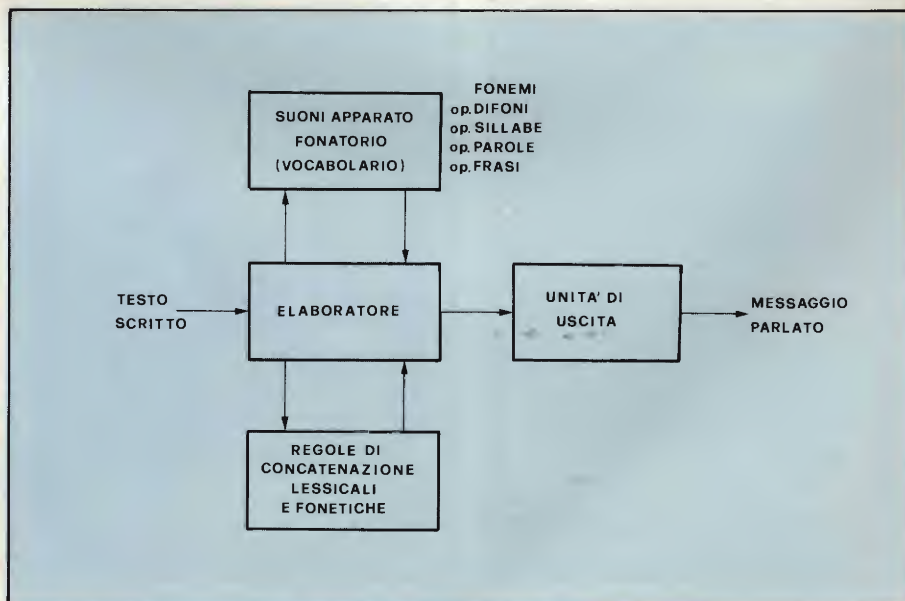 SUONI APPARATO
FONATORIO
(VOCABOLARIO)
FONEMI
op. DIFONI
op. SILLABE
op. PAROLE
op. FRASI
TESTO
SCRITTO
ELABORATORE
UNITA' DI
USCITA
MESSAGGIO
PARLATO
REGOLE DI
CONCATENAZIONE
LESSICALI
E FONETICHE